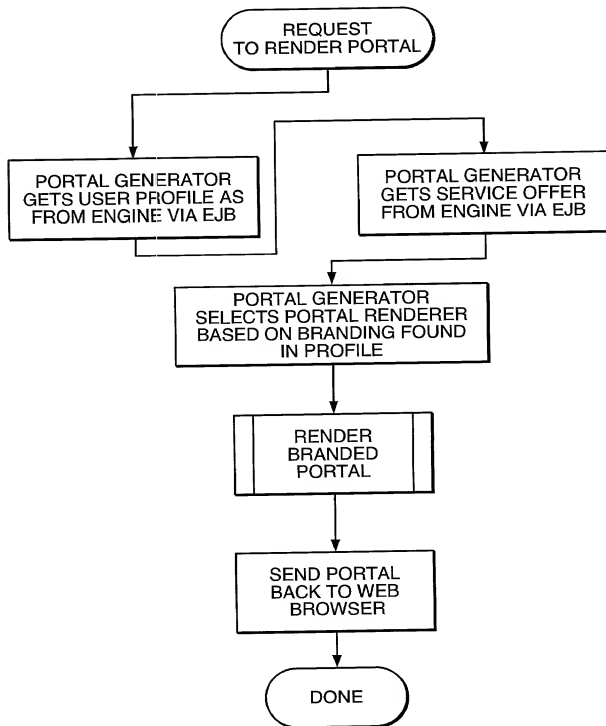 REQUEST
TO RENDER PORTAL
PORTAL GENERATOR
GETS USER PROFILE AS
FROM ENGINE VIA EJB
PORTAL GENERATOR
GETS SERVICE OFFER
FROM ENGINE VIA EJB
PORTAL GENERATOR
SELECTS PORTAL RENDERER
BASED ON BRANDING FOUND
IN PROFILE
RENDER
BRANDED
PORTAL
SEND PORTAL
BACK TO WEB
BROWSER
DONE